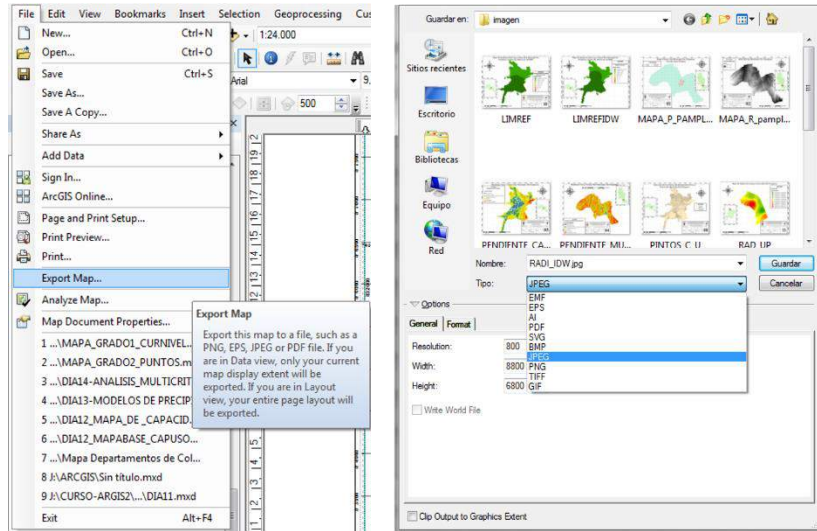 File Edit View Bookmarks Insert Selection Geoprocessing Cus
New... Ctrl+N
Open... Ctrl+O
Save Ctrl+S
Save As...
Save A Copy...
Share As
Add Data
Sign In...
ArcGIS Online...
Page and Print Setup...
Print Preview...
Print...
Export Map...
Analyze Map...
Map Document Properties...
1 ...\MAPA_GRADO1_CURNIVEL...
2 ...\MAPA_GRADO2_PUNTOS.m
3 ...\DIA14-ANALISIS_MULTICRIT
4 ...\DIA13-MODELOS DE PRECIP
5 ...\DIA12_MAPA_DE _CAPACID.
6 ...\DIA12_MAPABASE_CAPUSO...
7 ...\Mapa Departamentos de Col...
8 J:\ARCGIS\Sin título.mxd
9 J:\CURSO-ARGIS2\...\DIA11.mxd
Exit Alt+F4
1:24.000
Arial
9,
500
Export Map
Export this map to a file, such as a
PNG, EPS, JPEG or PDF file. If you
are in Data view, only your current
map display extent will be
exported. If you are in Layout
view, your entire page layout will
be exported.
Guardar en: imagen
Sitios recientes
Escritorio
Bibliotecas
Equipo
Red
LIMREF LIMREFIDW MAPA_P_PAMPL... MAPA_R_pampl...
PENDIENTE_CA... PENDIENTE_MU... PINTOS_C_U RAD_UP
Nombre: RADI_IDW.jpg Guardar
Tipo: JPEG Cancelar
EMF
EPS
AI
PDF
SVG
BMP
JPEG
PNG
TIFF
GIF
Options
General Format
Resolution: 800
Width: 8800
Height: 6800
Write World File
Clip Output to Graphics Extent